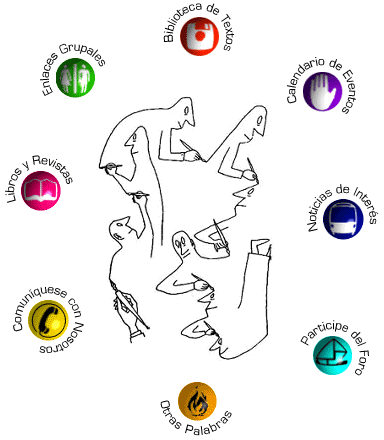 Biblioteca de Textos
Calendario de Eventos
Noticias de Interés
Participe del Foro
Otras Palabras
Comuníquese con Nosotros
Libros y Revistas
Enlaces Grupales